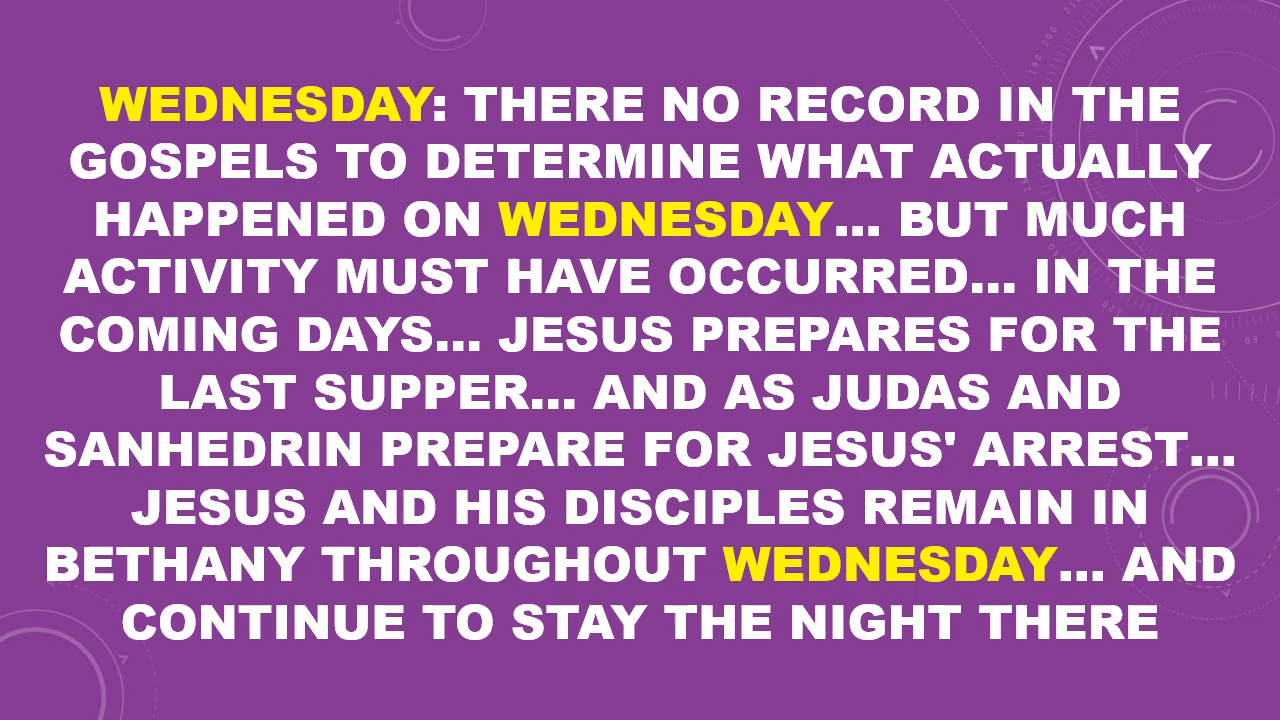 WEDNESDAY: THERE NO RECORD IN THE
GOSPELS TO DETERMINE WHAT ACTUALLY
HAPPENED ON WEDNESDAY... BUT MUCH
ACTIVITY MUST HAVE OCCURRED... IN THE
COMING DAYS... JESUS PREPARES FOR THE
LAST SUPPER... AND AS JUDAS AND
SANHEDRIN PREPARE FOR JESUS' ARREST...
JESUS AND HIS DISCIPLES REMAIN IN
BETHANY THROUGHOUT WEDNESDAY... AND
CONTINUE TO STAY THE NIGHT THERE